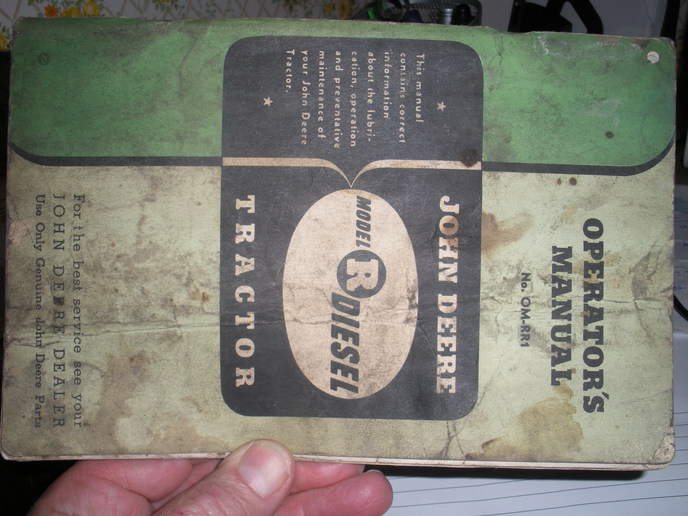 OPERATOR'S
MANUAL
No. OM-RR1
This manual
contains correct
information
about the lubri-
cation, operation
and preventative
maintenance of
your John Deere
Tractor.
JOHN DEERE
MODEL R DIESEL
TRACTOR
For the best service see your
JOHN DEERE DEALER
Use Only Genuine John Deere Parts